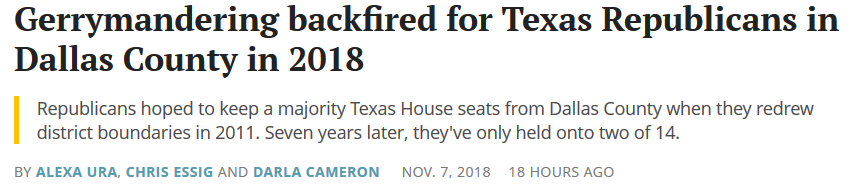 Gerrymandering backfired for Texas Republicans in
Dallas County in 2018
Republicans hoped to keep a majority Texas House seats from Dallas County when they redrew
district boundaries in 2011. Seven years later, they've only held onto two of 14.
BY ALEXA URA, CHRIS ESSIG AND DARLA CAMERON NOV. 7, 2018 18 HOURS AGO